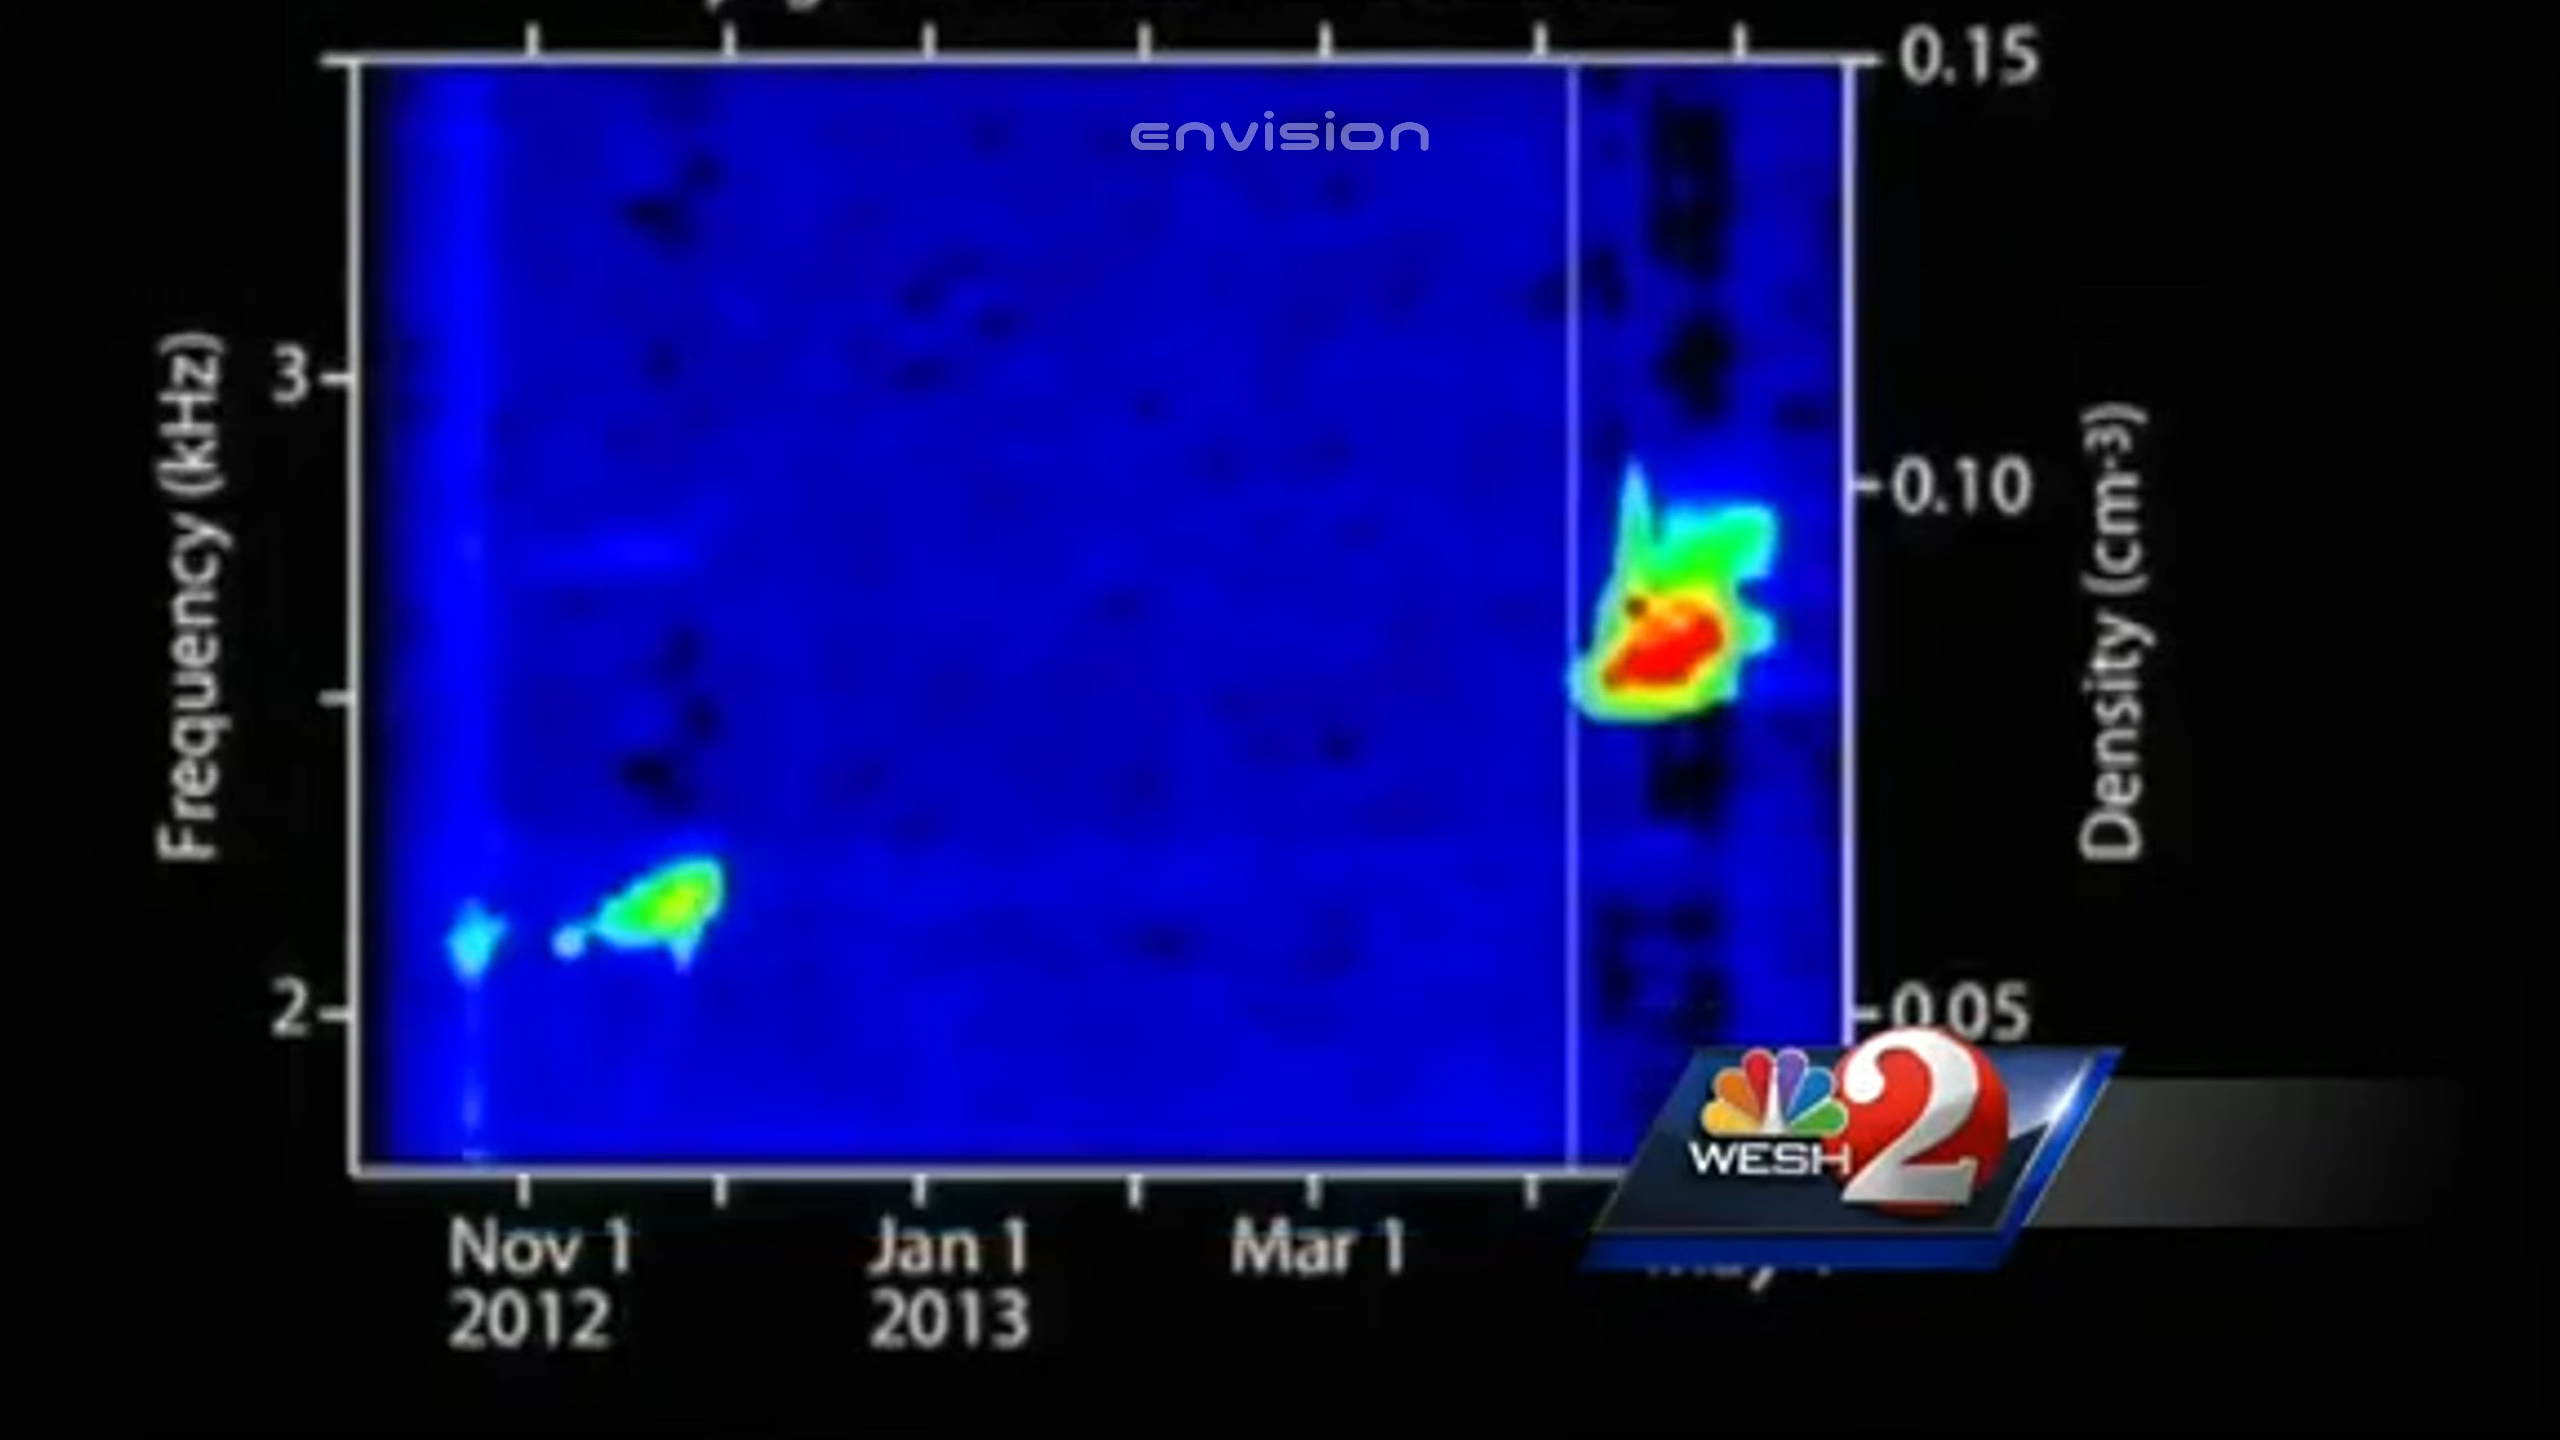 0.15
envision
3
0.10
Frequency (kHz)
Density (cm-3)
2
0.05
WESH 2
Nov 1
2012
Jan 1
2013
Mar 1